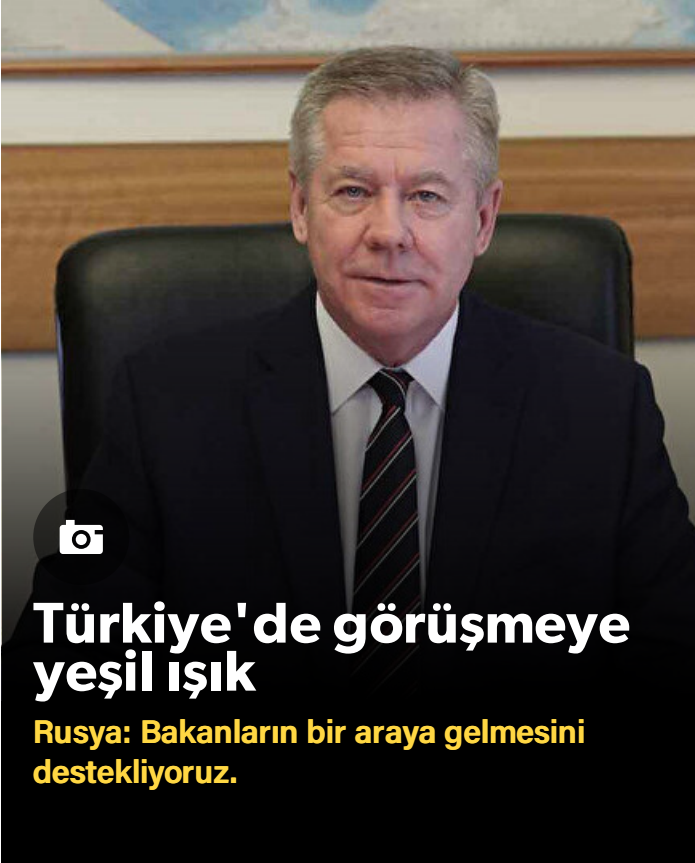 Türkiye'de görüşmeye
yeşil ışık
Rusya: Bakanların bir araya gelmesini
destekliyoruz.